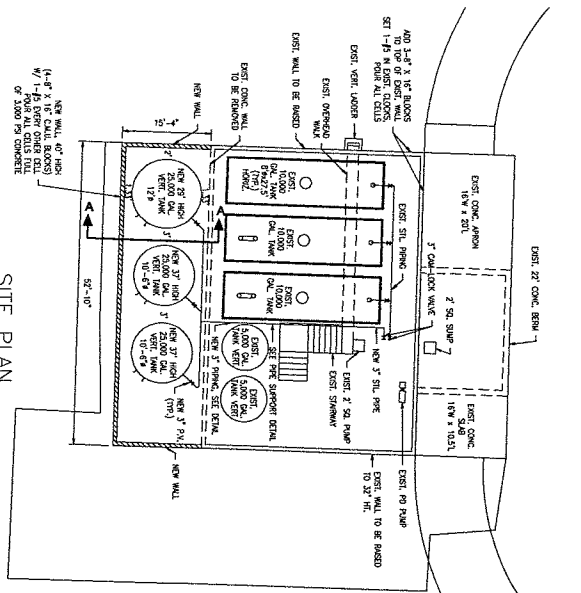 SITE PLAN
EXIST. 22' CONC. BERM
EXIST. CONC. APRON
16'W x 20'L
2' SQ. SUMP
EXIST. CONC.
SLAB
16'W x 10.5'L
3" CAM-LOCK VALVE
EXIST. PD PUMP
ADD 3-8" X 16" BLOCKS
TO TOP OF EXIST. WALL
SET 1-#5 IN EXIST. CLOCKS.
POUR ALL CELLS
EXIST. VERT. LADDER
EXIST. OVERHEAD
WALK
EXIST. WALL TO BE RAISED
EXIST. CONC. WALL
TO BE REMOVED
NEW WALL
15'-4"
EXIST. STL PIPING
EXIST.
10,000
GAL. TANK
(TYP.)
8'øx27.5'
HORIZ.
EXIST.
10,000
GAL. TANK
EXIST.
10,000
GAL. TANK
NEW 3" STL PIPE
EXIST. 2' SQ. PUMP
EXIST. STAIRWAY
SEE PIPE SUPPORT DETAIL
EXIST.
5,000 GAL.
TANK VERT.
EXIST.
5,000 GAL.
TANK VERT.
NEW 3" PIPING, SEE DETAIL
EXIST. WALL TO BE RAISED
TO 32" HT.
2'
NEW 29' HIGH
25,000 GAL.
VERT. TANK
12'ø
3'
NEW 37' HIGH
25,000 GAL.
VERT. TANK
10'-6"ø
3'
NEW 37' HIGH
25,000 GAL.
VERT. TANK
10'-6"ø
NEW 3" P.V.
(TYP.)
NEW WALL
A
A
52'-10"
NEW WALL, 40" HIGH
(4-8" X 16" C.M.U. BLOCKS)
W/ 1-#5 EVERY OTHER CELL
POUR ALL CELLS FULL
OF 3,000 PSI CONCRETE